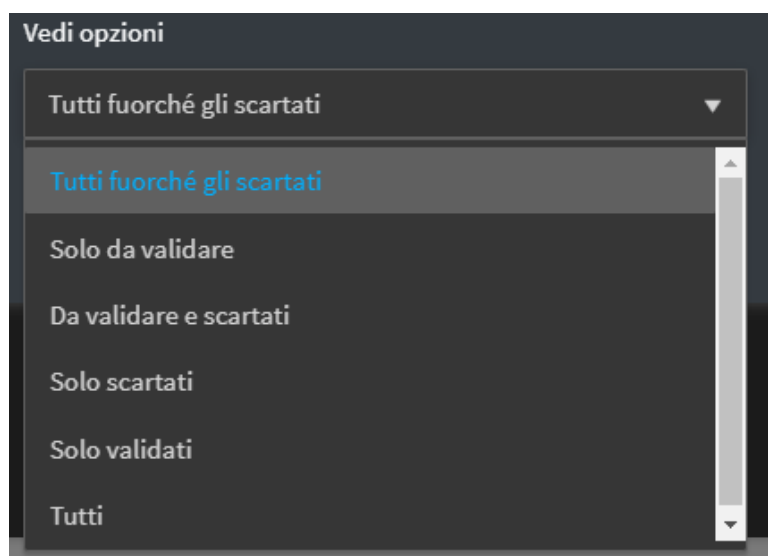 Vedi opzioni
Tutti fuorché gli scartati
Tutti fuorché gli scartati
Solo da validare
Da validare e scartati
Solo scartati
Solo validati
Tutti